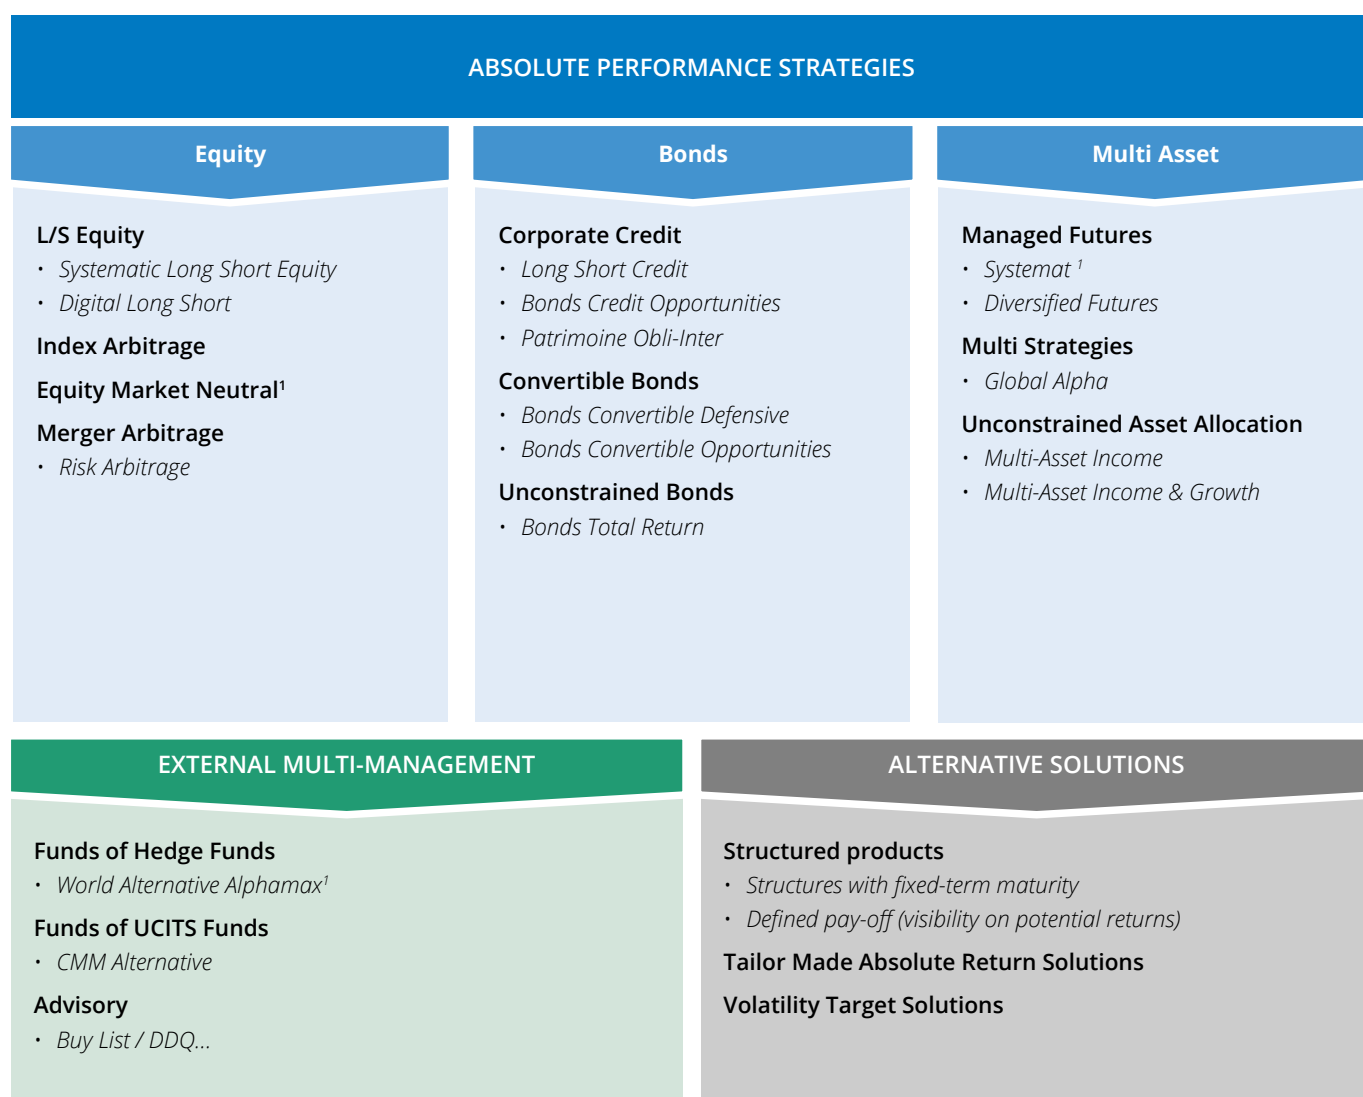 ABSOLUTE PERFORMANCE STRATEGIES
Equity
L/S Equity
• Systematic Long Short Equity
• Digital Long Short
Index Arbitrage
Equity Market Neutral¹
Merger Arbitrage
• Risk Arbitrage
Bonds
Corporate Credit
• Long Short Credit
• Bonds Credit Opportunities
• Patrimoine Obli-Inter
Convertible Bonds
• Bonds Convertible Defensive
• Bonds Convertible Opportunities
Unconstrained Bonds
• Bonds Total Return
Multi Asset
Managed Futures
• Systemat ¹
• Diversified Futures
Multi Strategies
• Global Alpha
Unconstrained Asset Allocation
• Multi-Asset Income
• Multi-Asset Income & Growth
EXTERNAL MULTI-MANAGEMENT
Funds of Hedge Funds
• World Alternative Alphamax¹
Funds of UCITS Funds
• CMM Alternative
Advisory
• Buy List / DDQ...
ALTERNATIVE SOLUTIONS
Structured products
• Structures with fixed-term maturity
• Defined pay-off (visibility on potential returns)
Tailor Made Absolute Return Solutions
Volatility Target Solutions